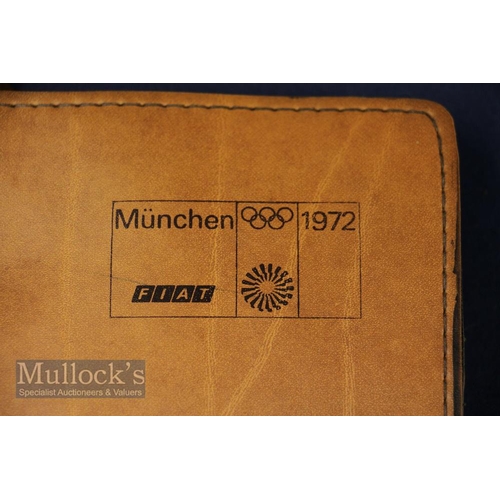 München 1972
FIAT
Mullock's
Specialist Auctioneers & Valuers